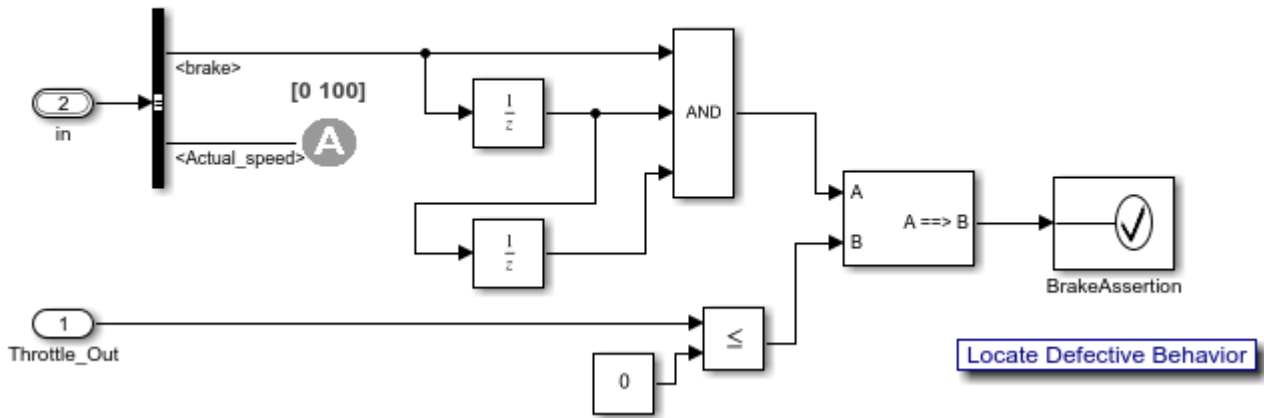 <brake>
[0 100]
2
in
<Actual_speed>
A
1
z
AND
1
z
A
B
A ==> B
BrakeAssertion
1
Throttle_Out
≤
0
Locate Defective Behavior